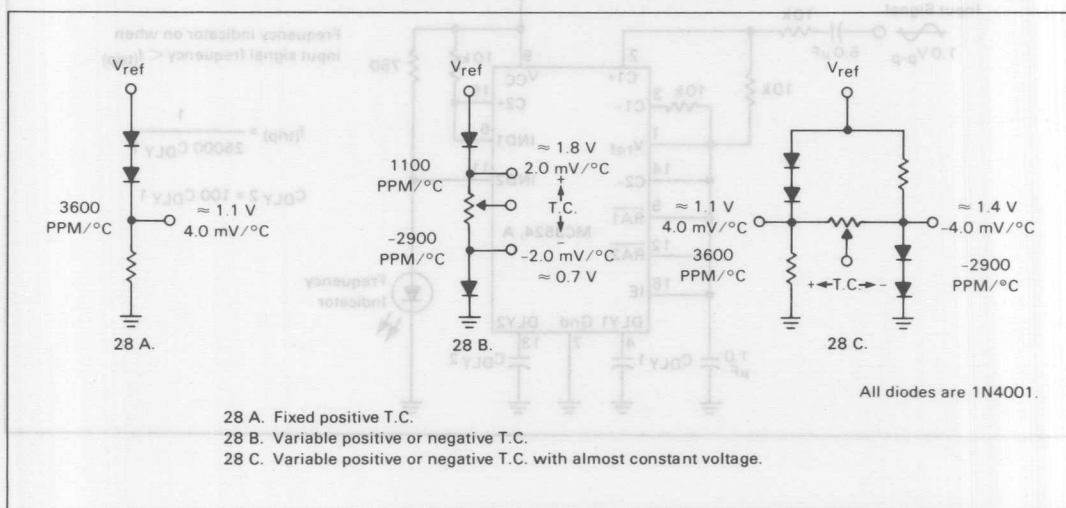 Vref
3600
PPM/°C
≈ 1.1 V
4.0 mV/°C
28 A.
Vref
1100
PPM/°C
≈ 1.8 V
2.0 mV/°C
+
T.C.
–
-2900
PPM/°C
-2.0 mV/°C
≈ 0.7 V
28 B.
Vref
≈ 1.1 V
4.0 mV/°C
3600
PPM/°C
+ T.C. –
≈ 1.4 V
-4.0 mV/°C
-2900
PPM/°C
28 C.
All diodes are 1N4001.
28 A. Fixed positive T.C.
28 B. Variable positive or negative T.C.
28 C. Variable positive or negative T.C. with almost constant voltage.